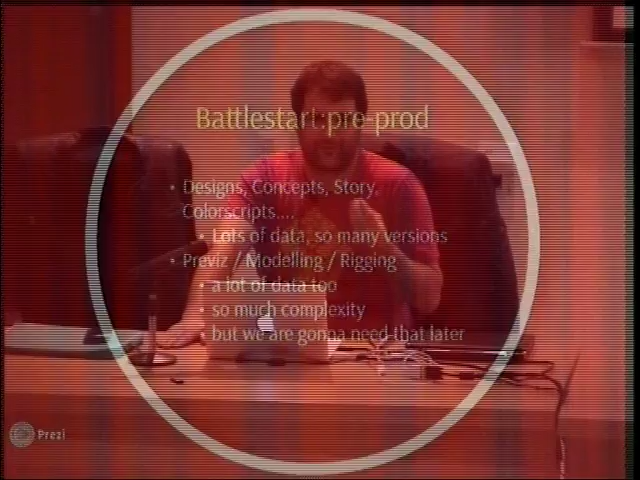 Battlestart:pre-prod
• Designs, Concepts, Story,
Colorscripts....
• Lots of data, so many versions
• Previz / Modelling / Rigging
• a lot of data too
• so much complexity
• but we are gonna need that later
Prezi